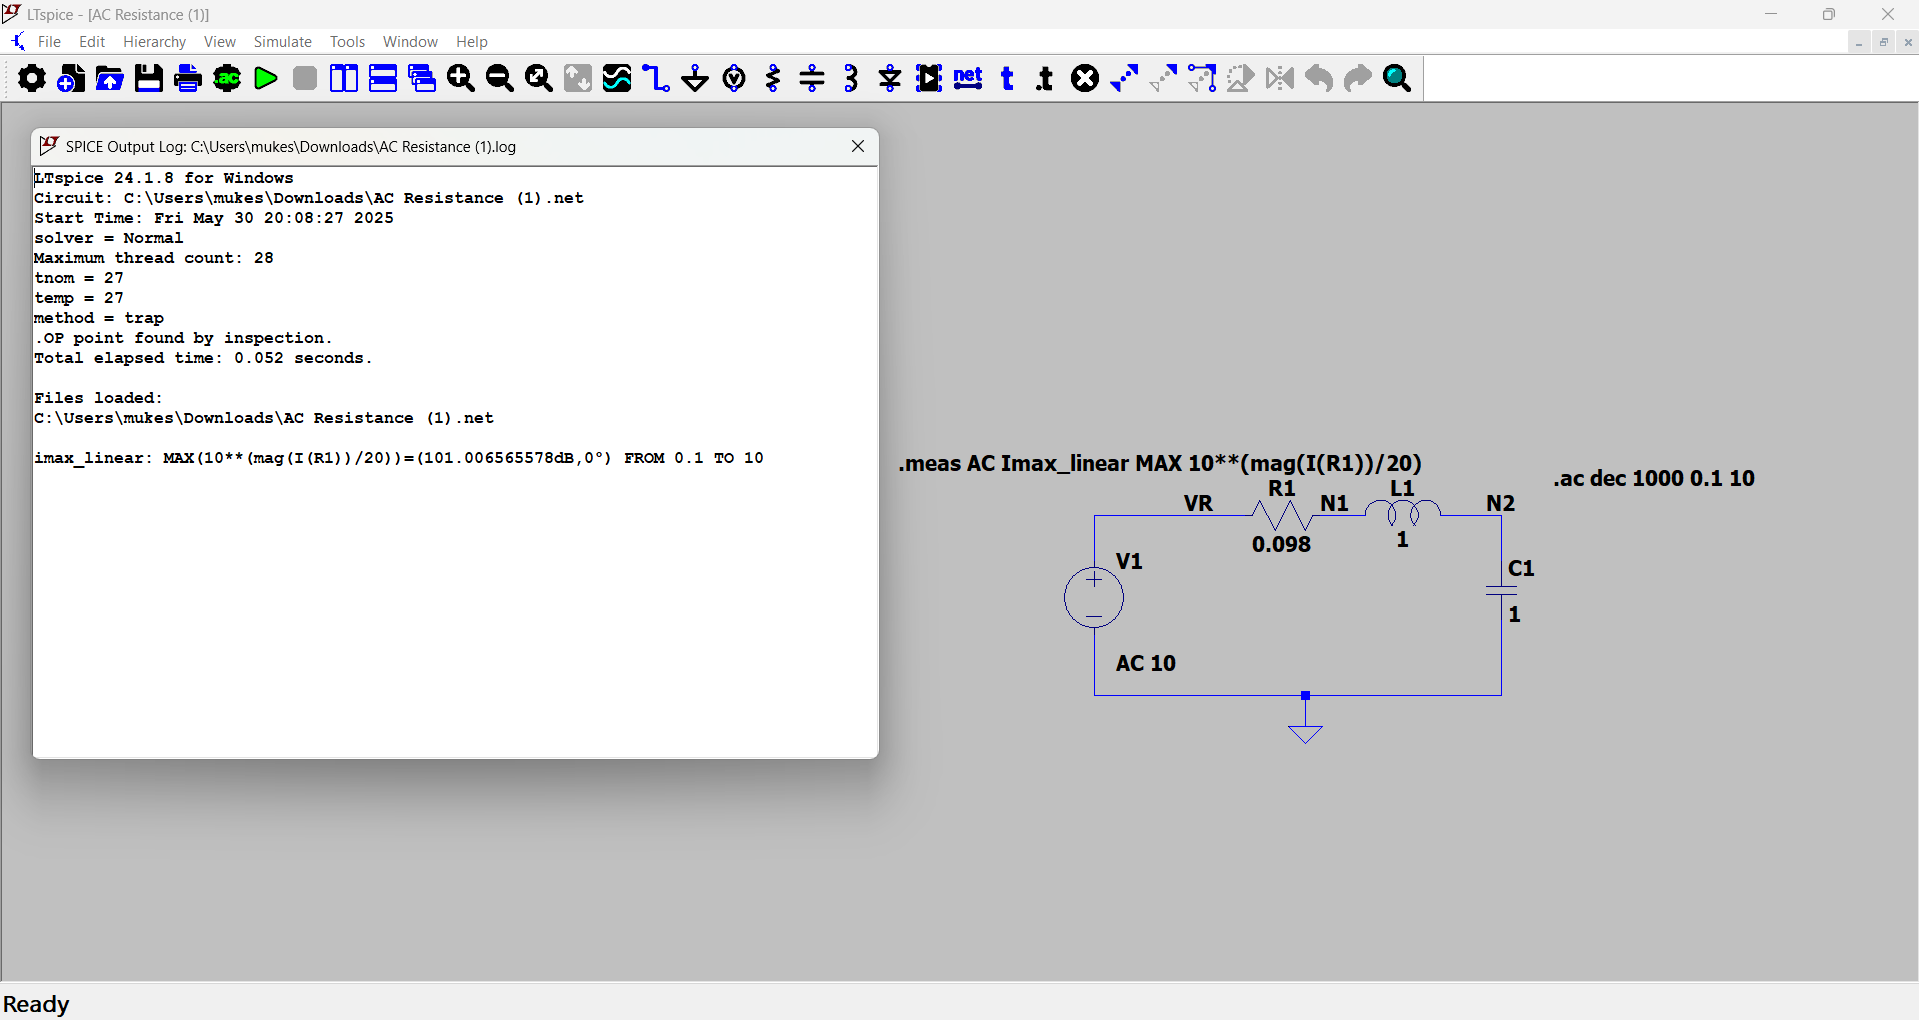 LTspice - [AC Resistance (1)]
File Edit Hierarchy View Simulate Tools Window Help
.ac
net
t
.t
SPICE Output Log: C:\Users\mukes\Downloads\AC Resistance (1).log
LTspice 24.1.8 for Windows
Circuit: C:\Users\mukes\Downloads\AC Resistance (1).net
Start Time: Fri May 30 20:08:27 2025
solver = Normal
Maximum thread count: 28
tnom = 27
temp = 27
method = trap
.OP point found by inspection.
Total elapsed time: 0.052 seconds.
Files loaded:
C:\Users\mukes\Downloads\AC Resistance (1).net
imax_linear: MAX(10**(mag(I(R1))/20))=(101.006565578dB,0°) FROM 0.1 TO 10
.meas AC Imax_linear MAX 10**(mag(I(R1))/20)
.ac dec 1000 0.1 10
R1
L1
VR
N1
N2
0.098
1
V1
C1
1
AC 10
Ready